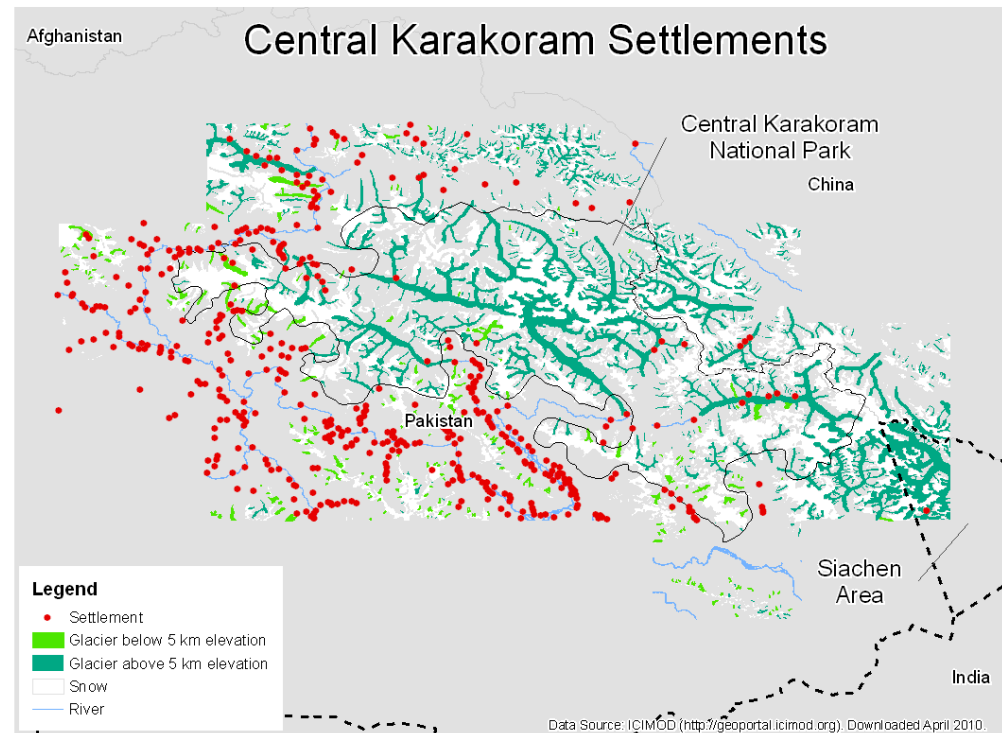 Central Karakoram Settlements
Afghanistan
Central Karakoram
National Park
China
Pakistan
Siachen
Area
India
Legend
Settlement
Glacier below 5 km elevation
Glacier above 5 km elevation
Snow
River
Data Source: ICIMOD (http://geoportal.icimod.org). Downloaded April 2010.